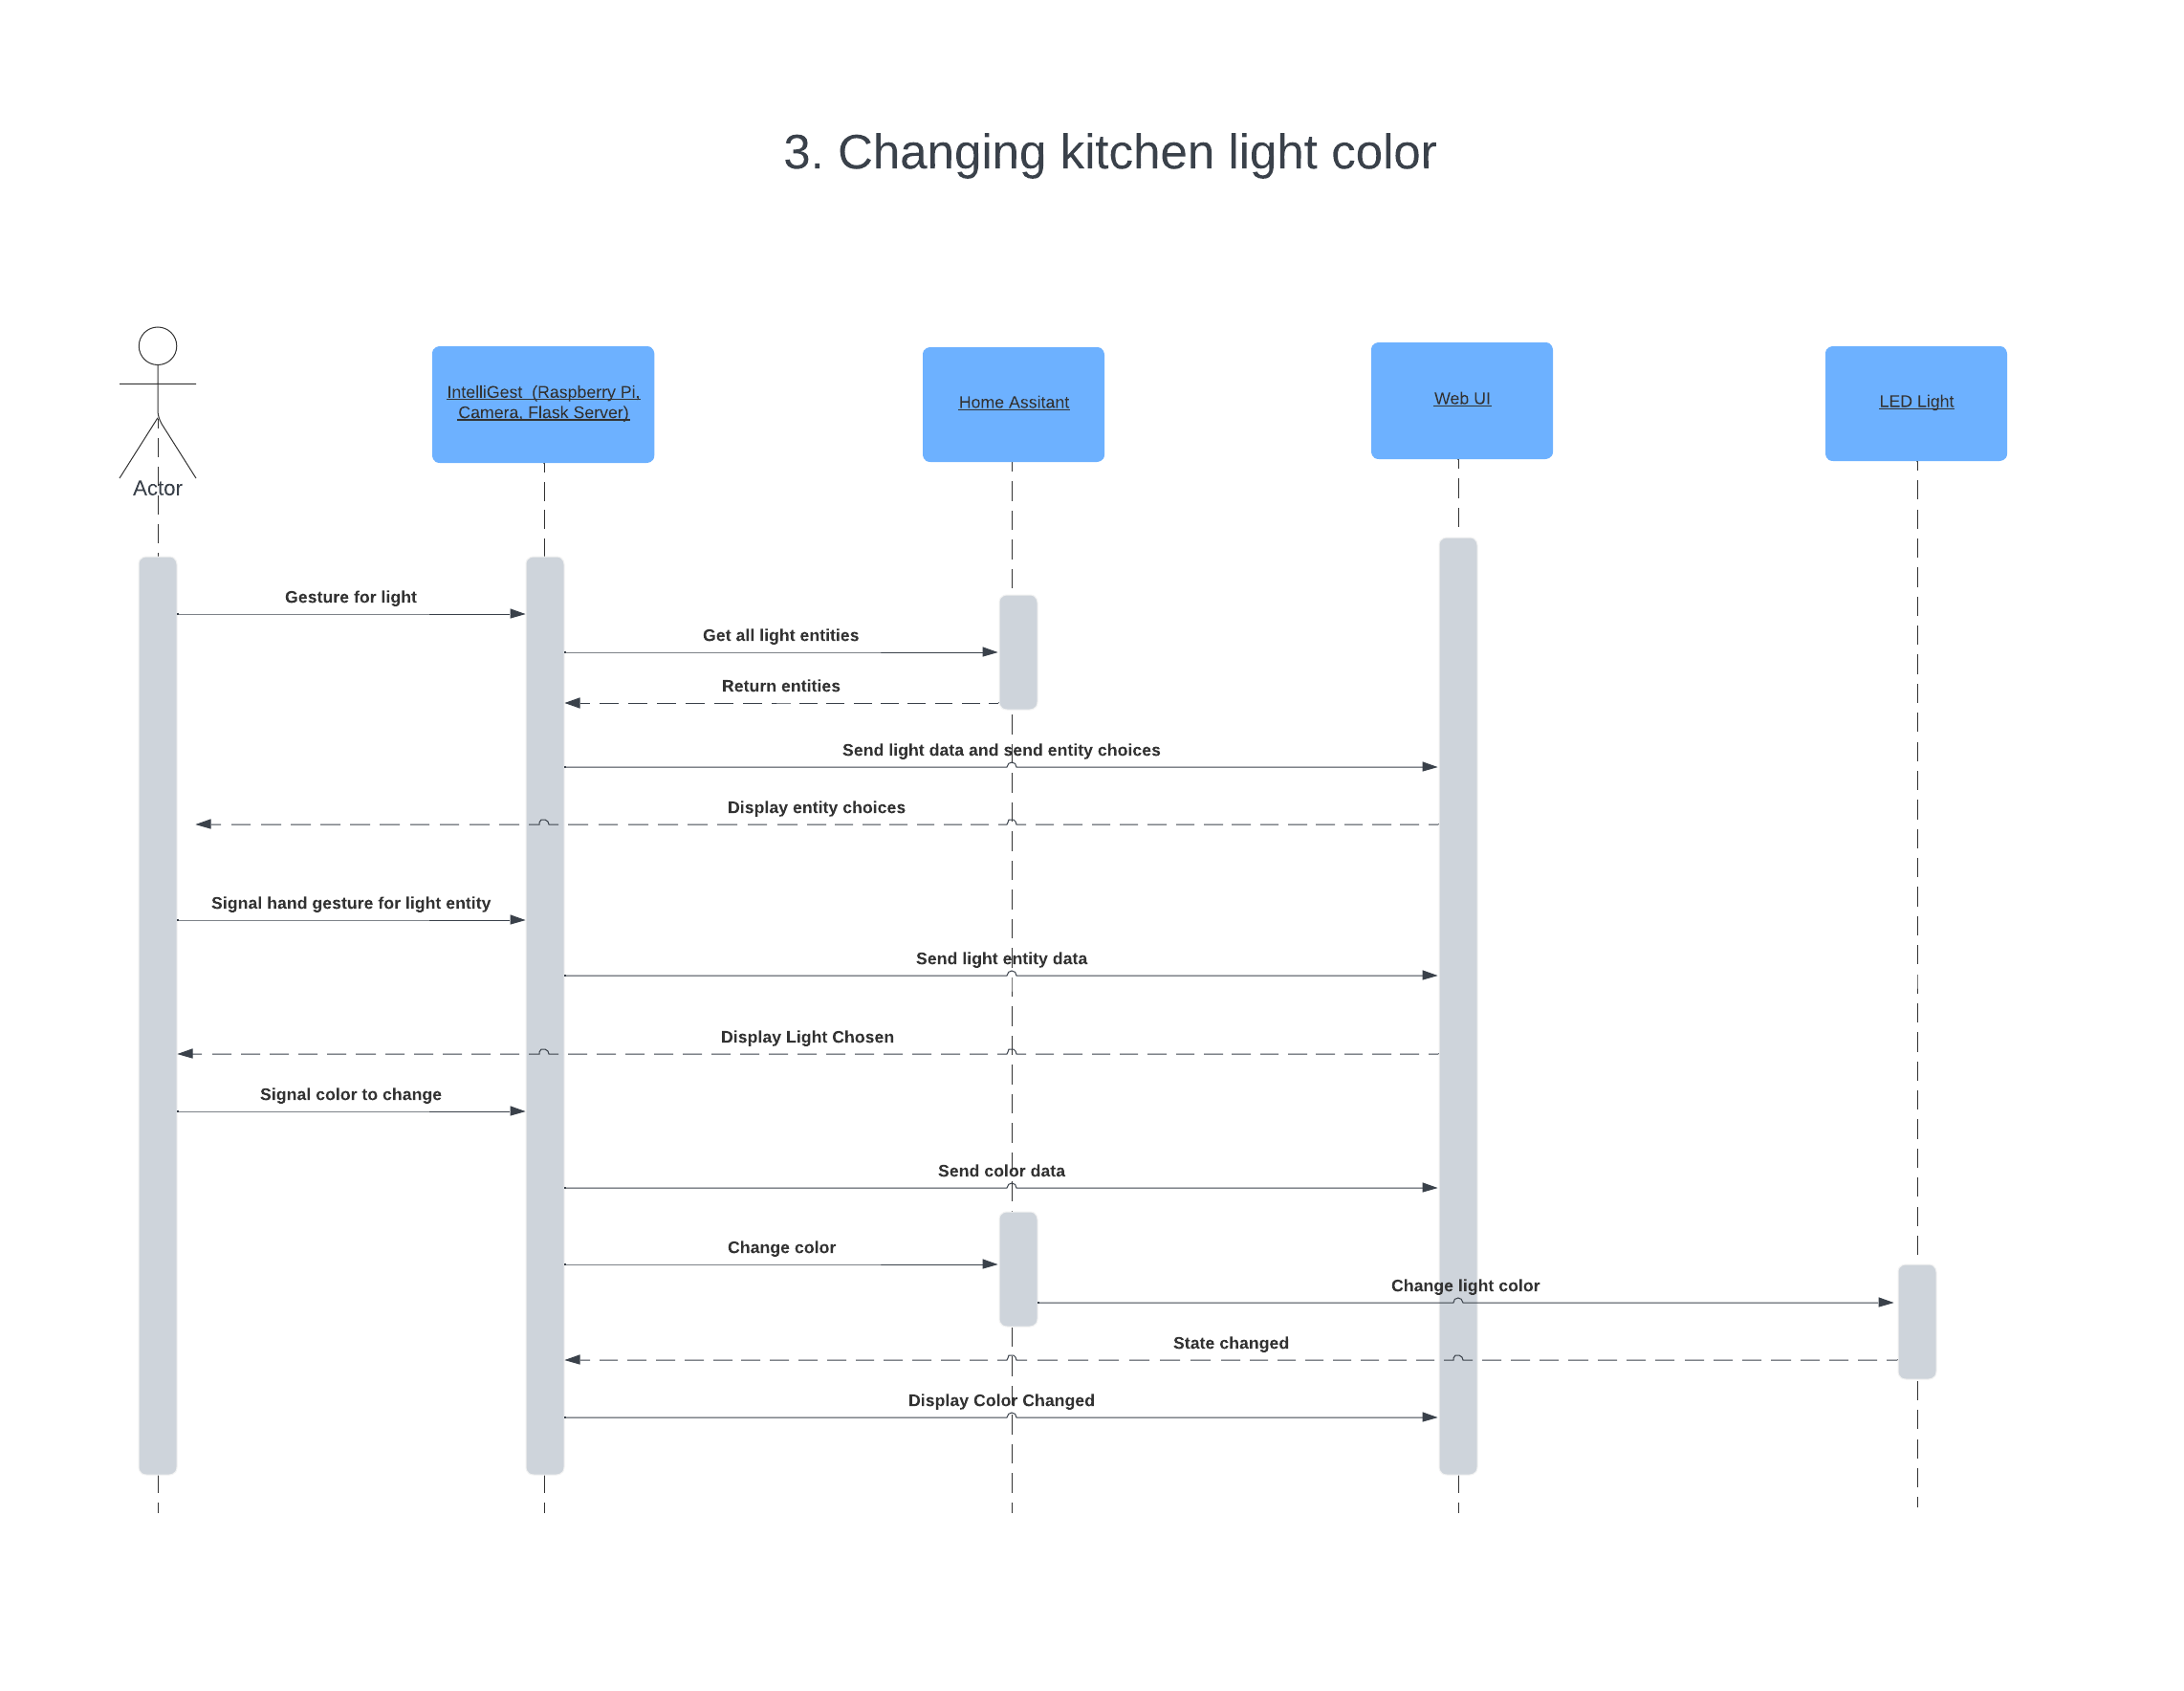 3. Changing kitchen light color
Actor
IntelliGest  (Raspberry Pi,
Camera, Flask Server)
Home Assitant
Web UI
LED Light
Gesture for light
Get all light entities
Return entities
Send light data and send entity choices
Display entity choices
Signal hand gesture for light entity
Send light entity data
Display Light Chosen
Signal color to change
Send color data
Change color
Change light color
State changed
Display Color Changed